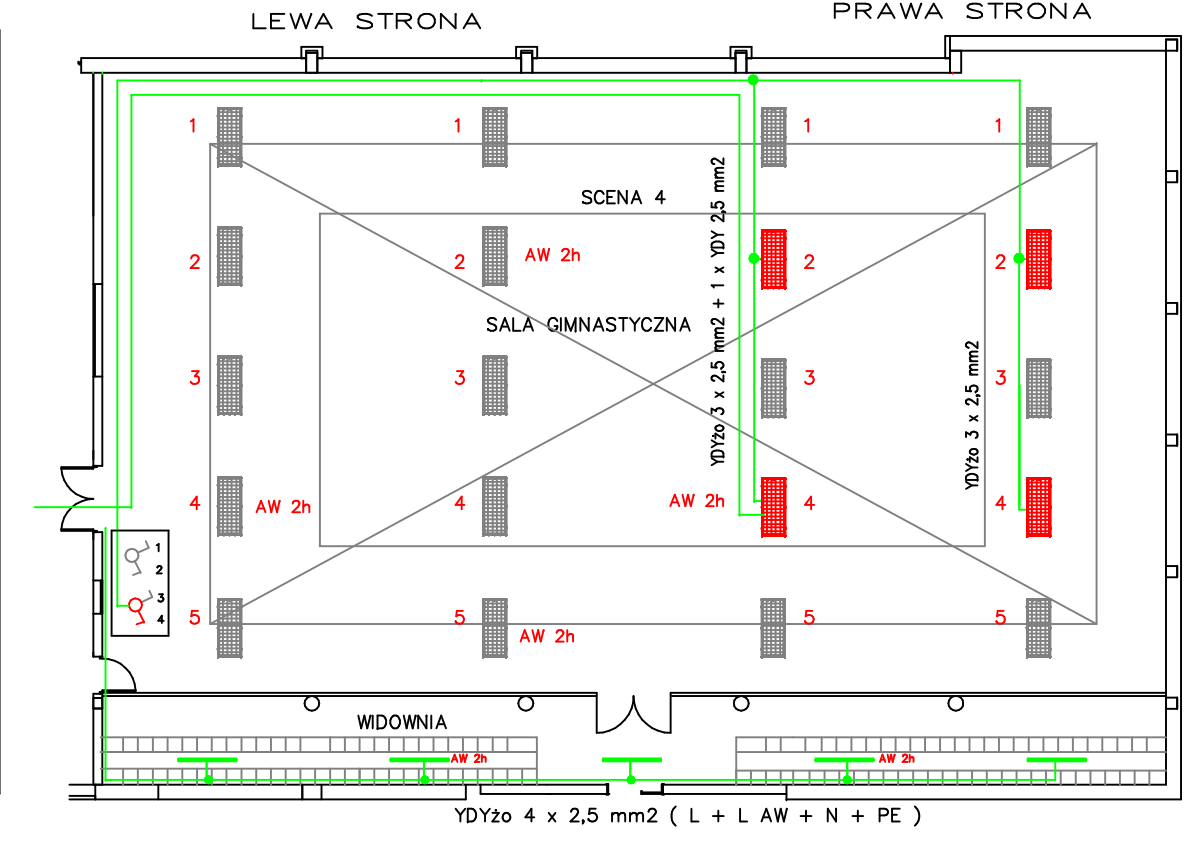 LEWA STRONA
PRAWA STRONA
1
1
1
1
SCENA 4
2
2
AW 2h
2
2
SALA GIMNASTYCZNA
YDYżo 3 x 2,5 mm2 + 1 x YDY 2,5 mm2
YDYżo 3 x 2,5 mm2
3
3
3
3
4
AW 2h
4
AW 2h
4
4
1
2
3
4
5
5
AW 2h
5
5
WIDOWNIA
AW 2h
AW 2h
YDYżo 4 x 2,5 mm2 ( L + L AW + N + PE )